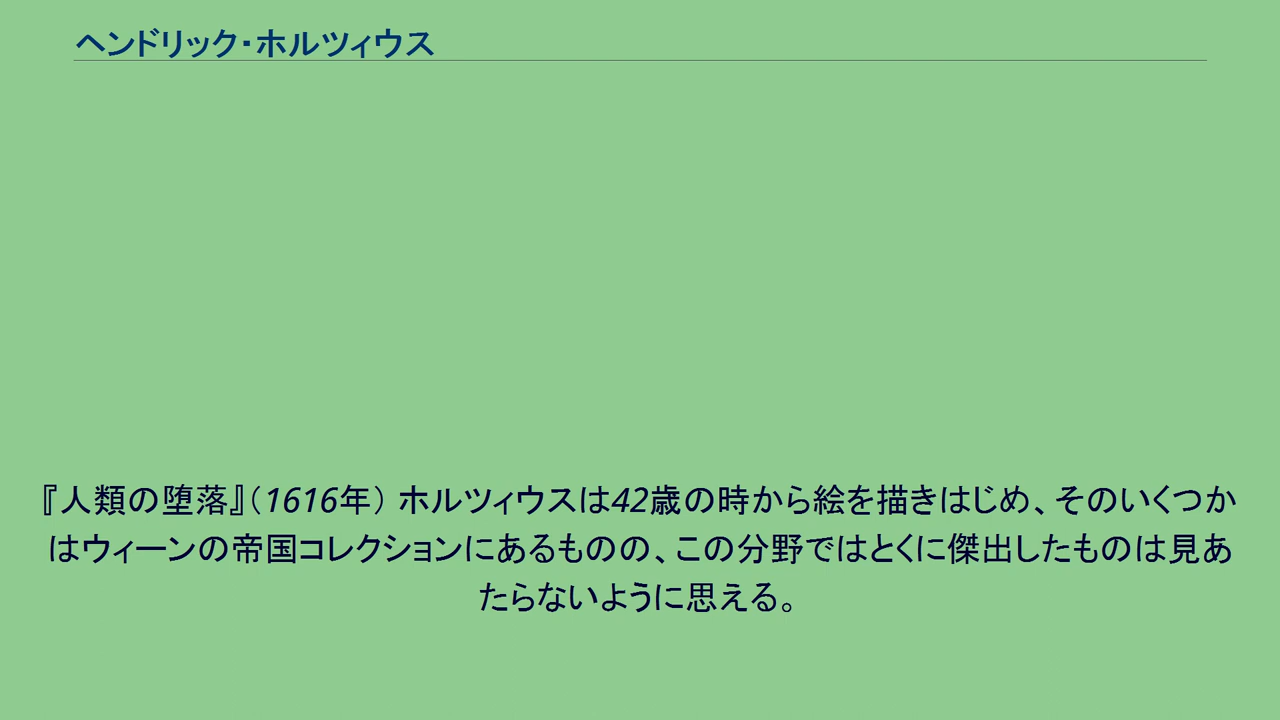 ヘンドリック・ホルツィウス
『人類の堕落』（1616年） ホルツィウスは42歳の時から絵を描きはじめ、そのいくつか
はウィーンの帝国コレクションにあるものの、この分野ではとくに傑出したものは見あ
たらないように思える。